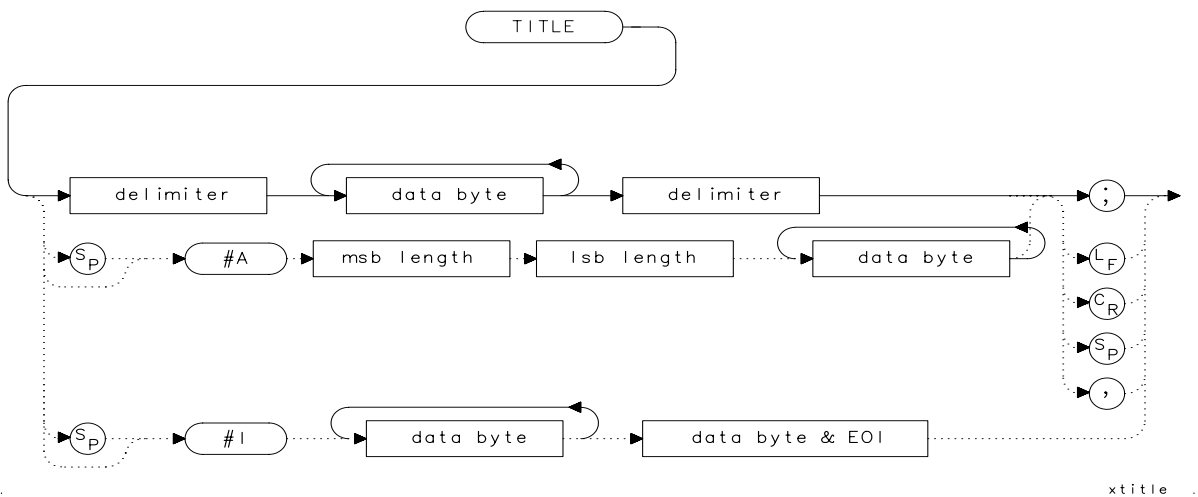 TITLE
delimiter data byte delimiter ;
SP #A msb length lsb length data byte LF
CR
SP
,
SP #I data byte data byte & EOI
xtitle